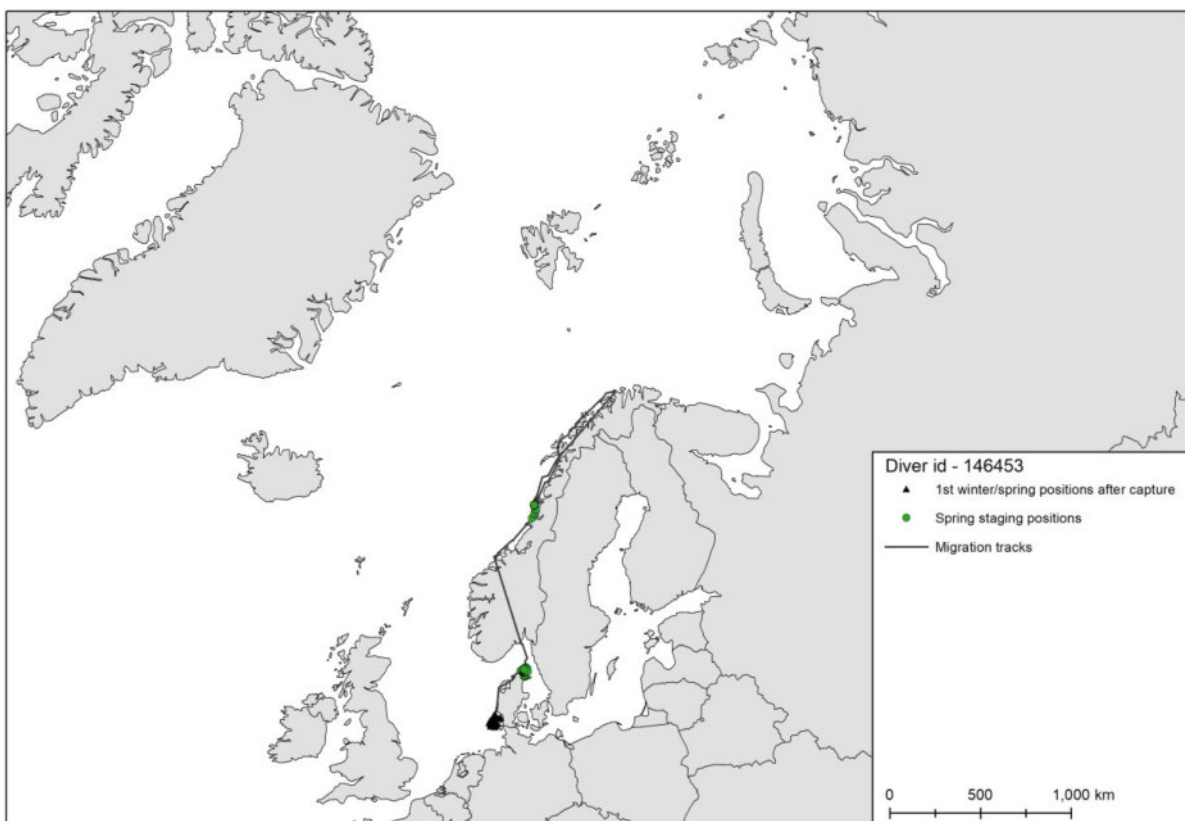 Diver id - 146453
1st winter/spring positions after capture
Spring staging positions
Migration tracks
0 500 1,000 km